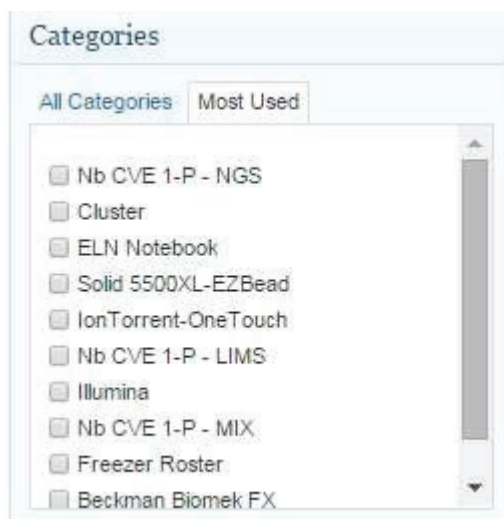 Categories
All Categories Most Used
Nb CVE 1-P - NGS
Cluster
ELN Notebook
Solid 5500XL-EZBead
IonTorrent-OneTouch
Nb CVE 1-P - LIMS
Illumina
Nb CVE 1-P - MIX
Freezer Roster
Beckman Biomek FX